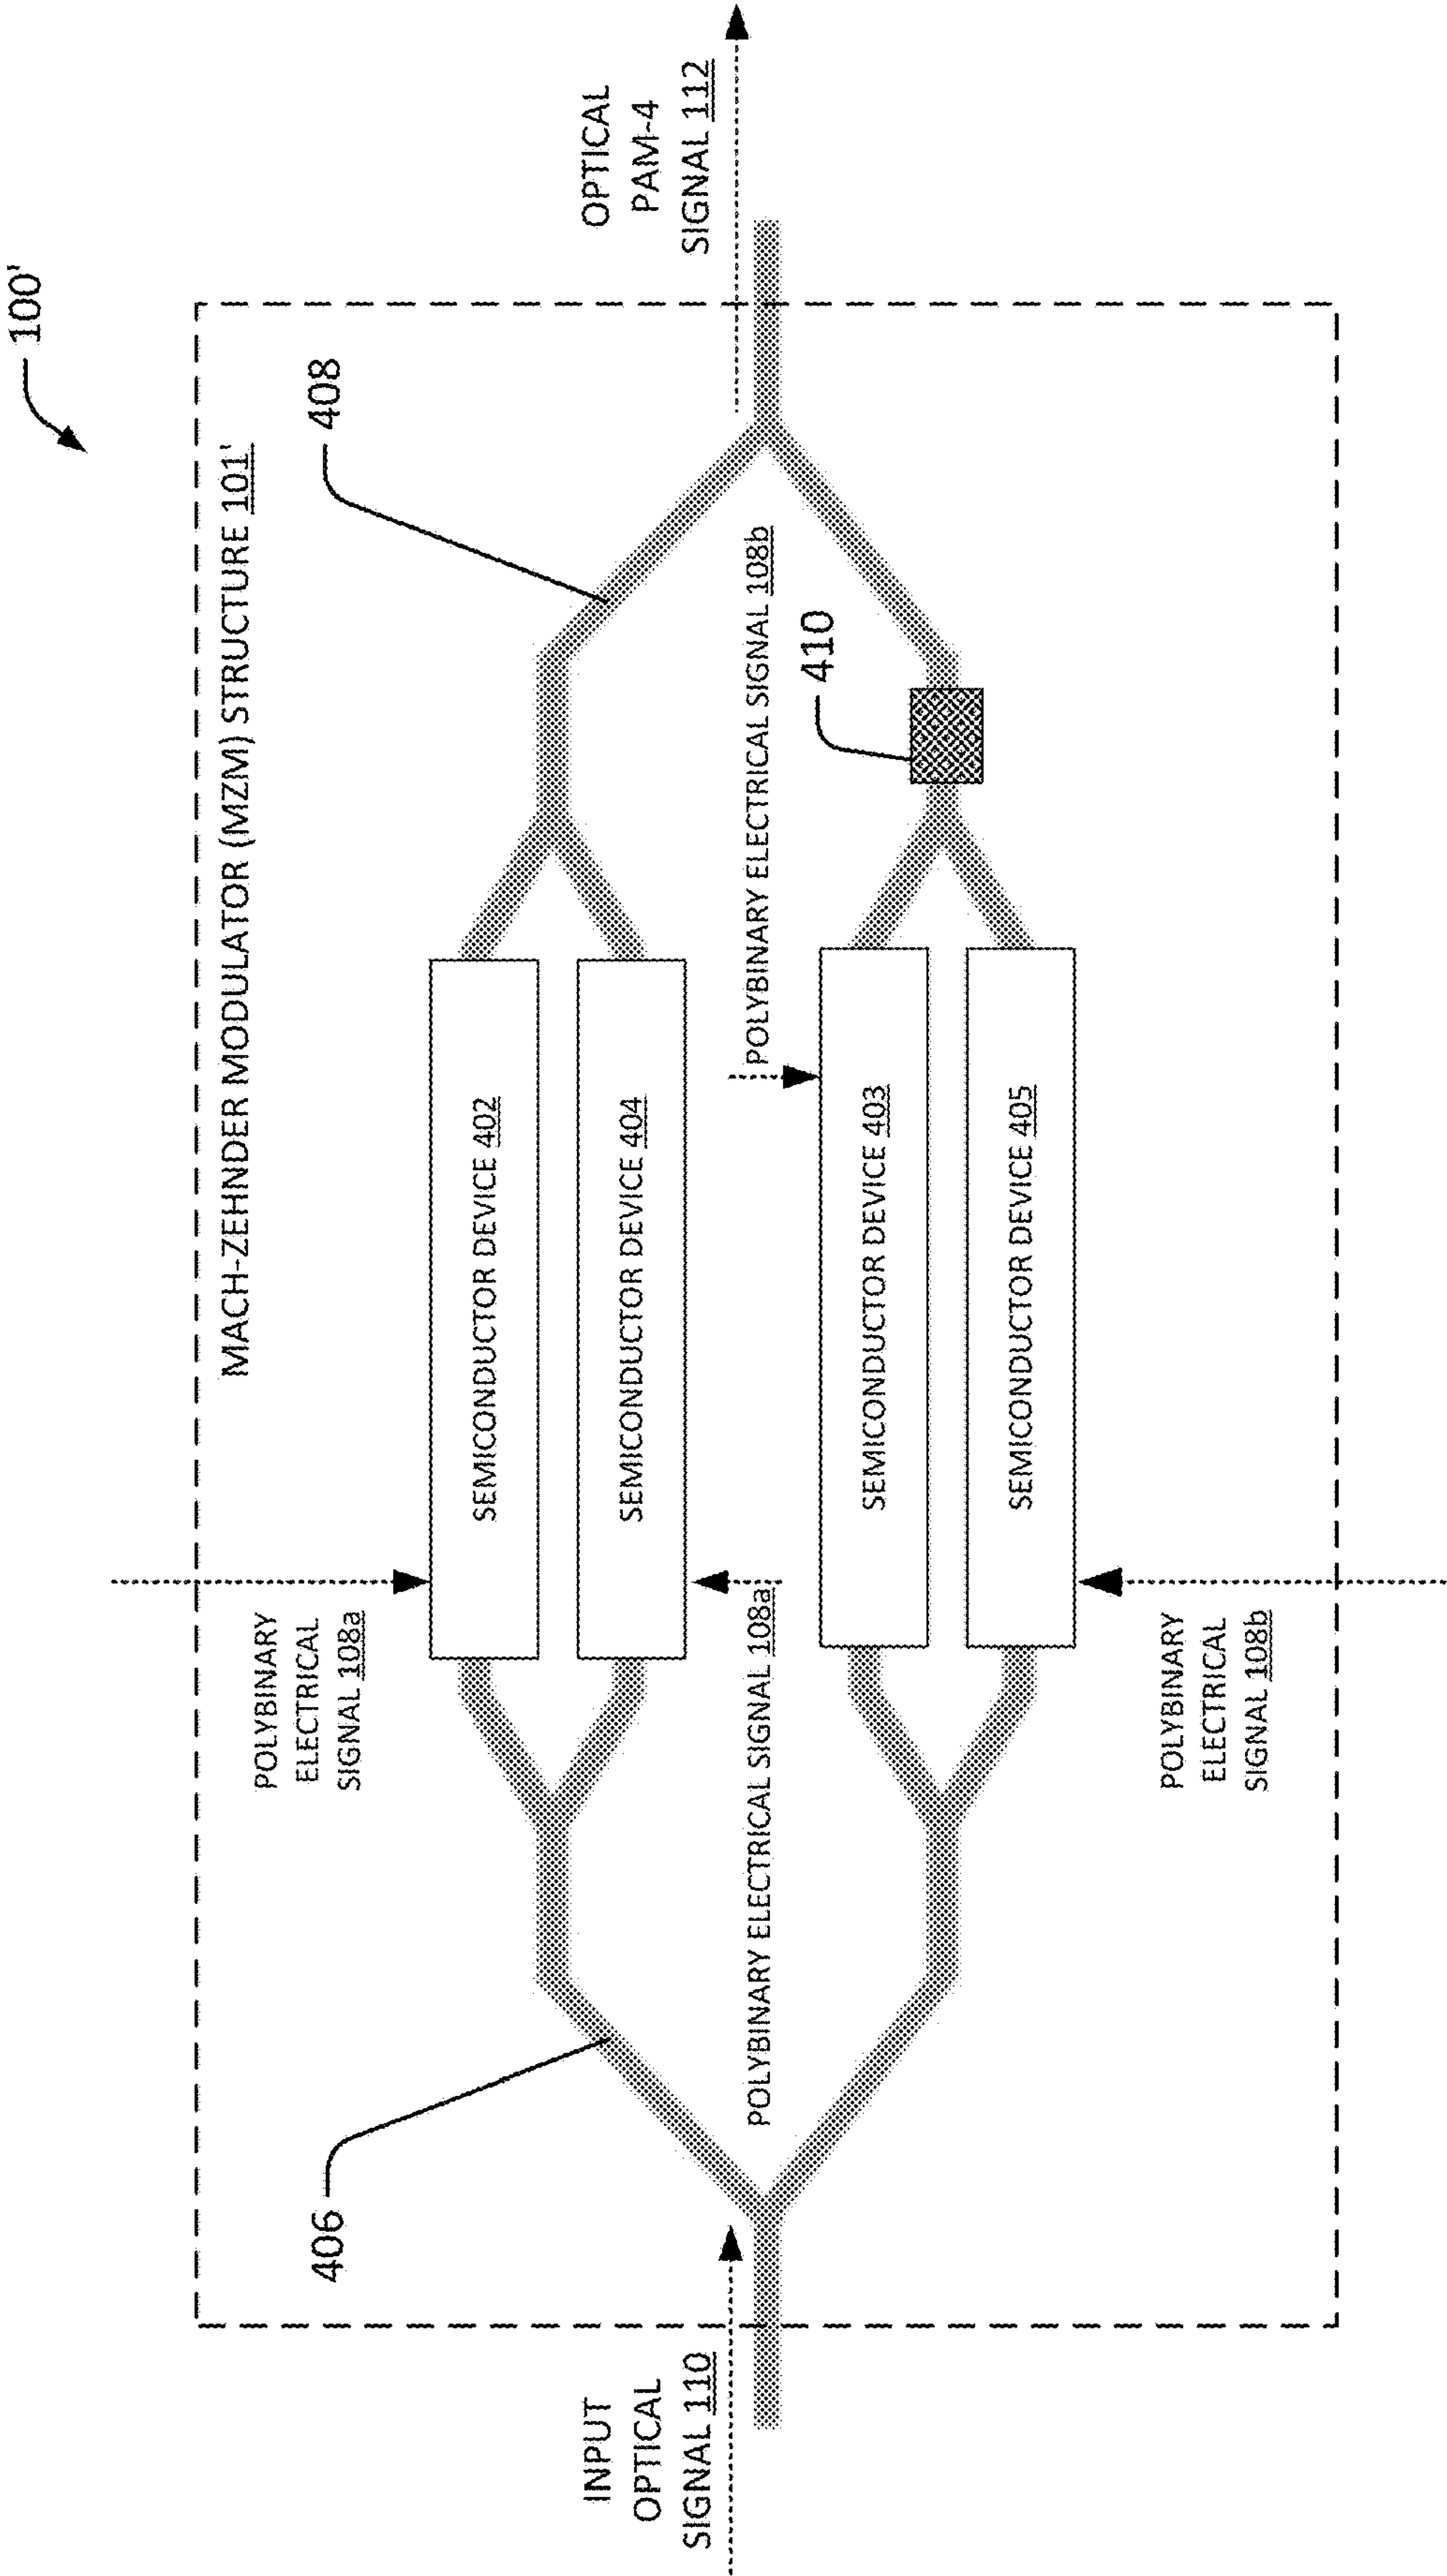 100'
MACH-ZEHNDER MODULATOR (MZM) STRUCTURE 101'
406
408
POLYBINARY
ELECTRICAL
SIGNAL 108a
SEMICONDUCTOR DEVICE 402
INPUT
OPTICAL
SIGNAL 110
OPTICAL
PAM-4
SIGNAL 112
SEMICONDUCTOR DEVICE 404
POLYBINARY ELECTRICAL SIGNAL 108a
POLYBINARY ELECTRICAL SIGNAL 108b
410
SEMICONDUCTOR DEVICE 403
SEMICONDUCTOR DEVICE 405
POLYBINARY
ELECTRICAL
SIGNAL 108b